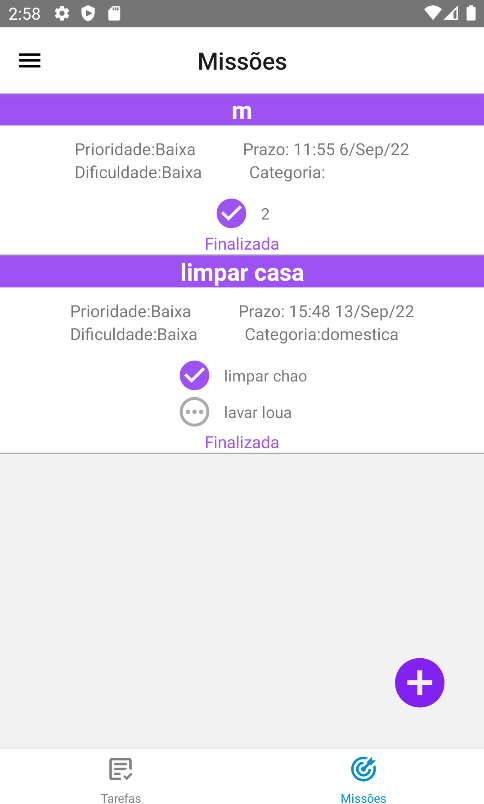 2:58
Missões
m
Prioridade:Baixa Prazo: 11:55 6/Sep/22
Dificuldade:Baixa Categoria:
2
Finalizada
limpar casa
Prioridade:Baixa Prazo: 15:48 13/Sep/22
Dificuldade:Baixa Categoria:domestica
limpar chao
lavar loua
Finalizada
Tarefas Missões